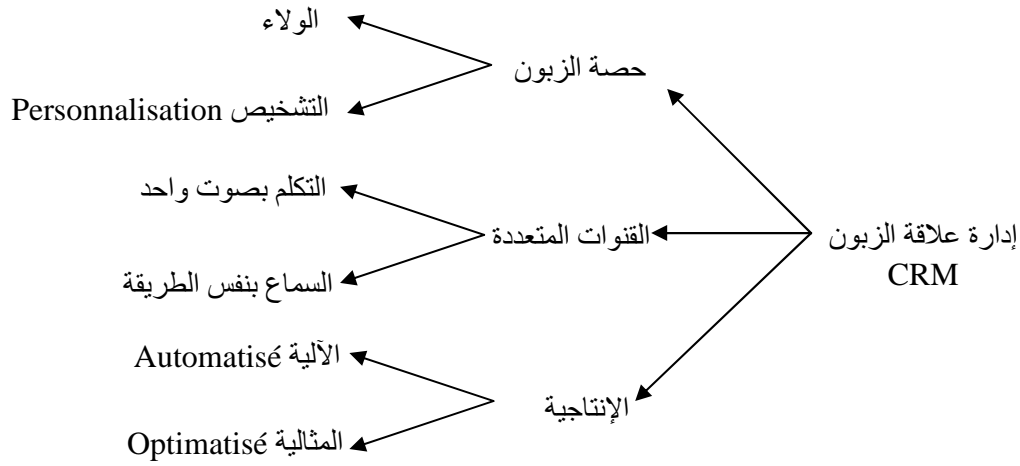 الولاء
حصة الزبون
التشخيص Personnalisation
التكلم بصوت واحد
إدارة علاقة الزبون
CRM
القنوات المتعددة
السماع بنفس الطريقة
الآلية Automatisé
الإنتاجية
المثالية Optimatisé